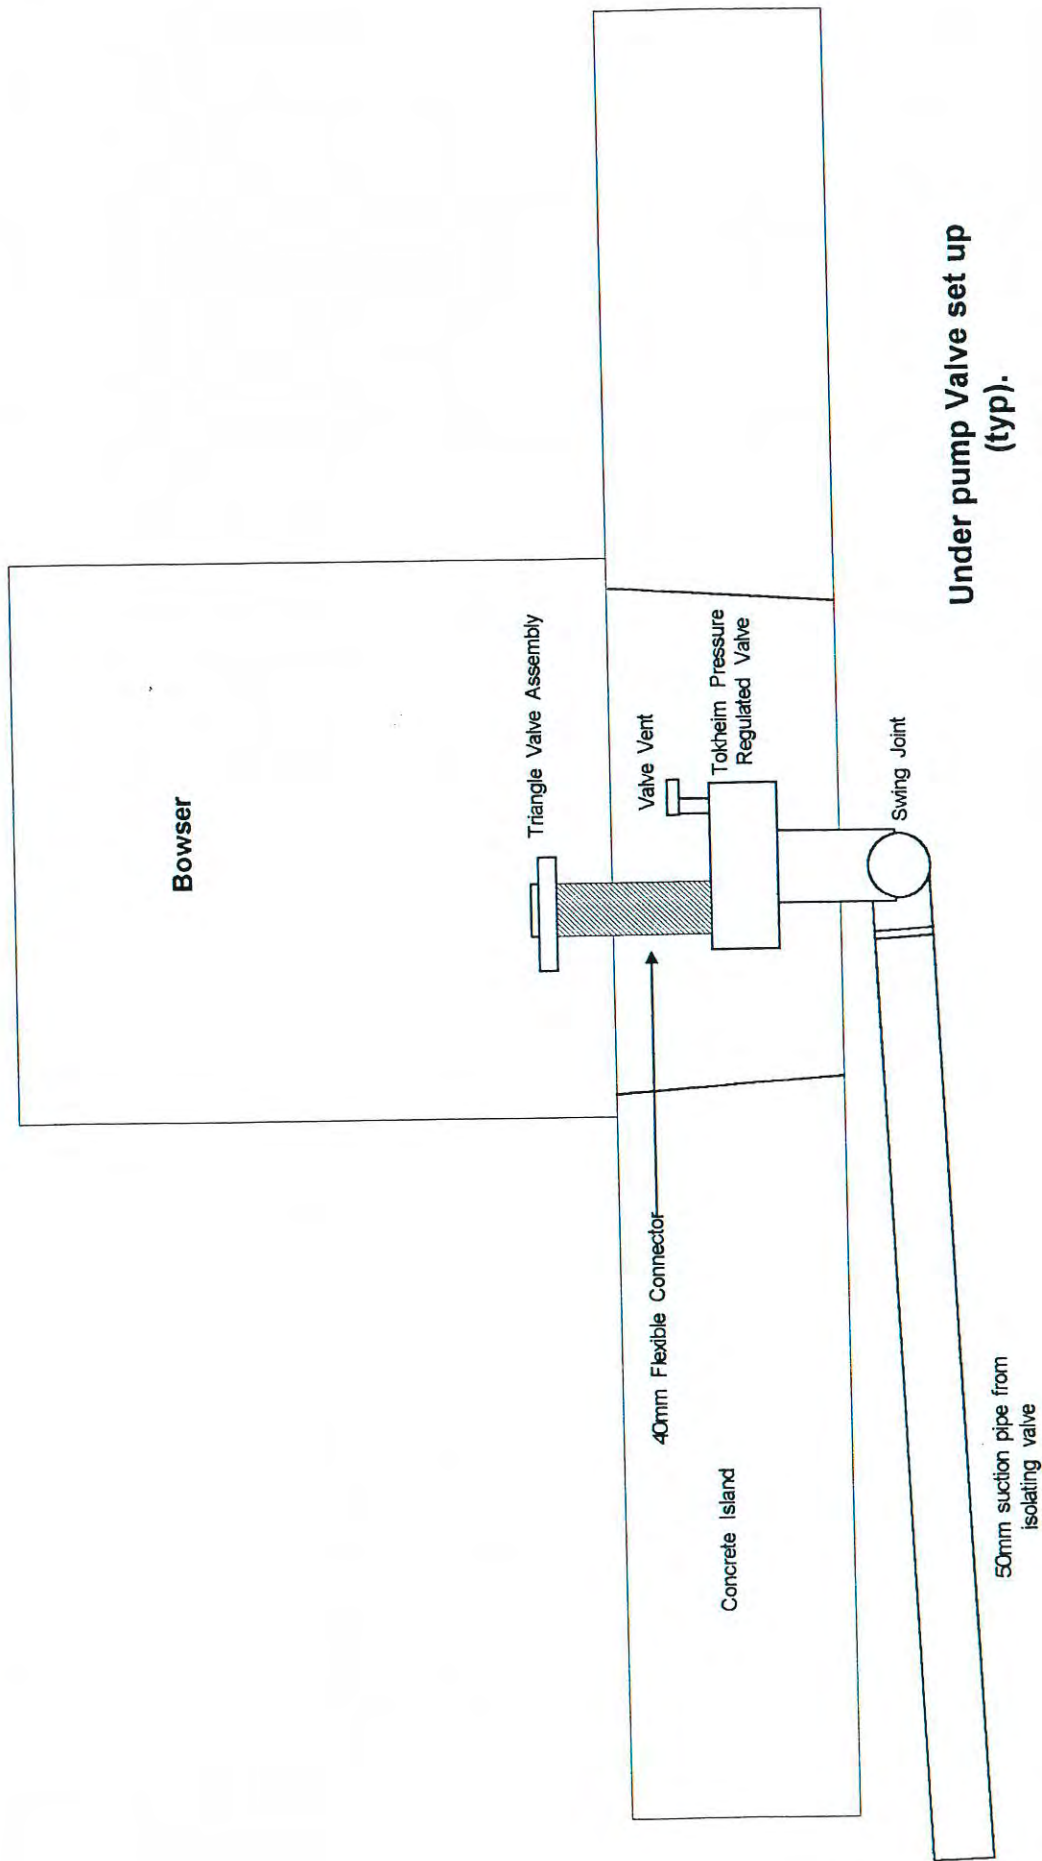 Bowser
Triangle Valve Assembly
Valve Vent
Tokheim Pressure
Regulated Valve
40mm Flexible Connector
Swing Joint
Concrete Island
50mm suction pipe from
isolating valve
Under pump Valve set up
(typ).